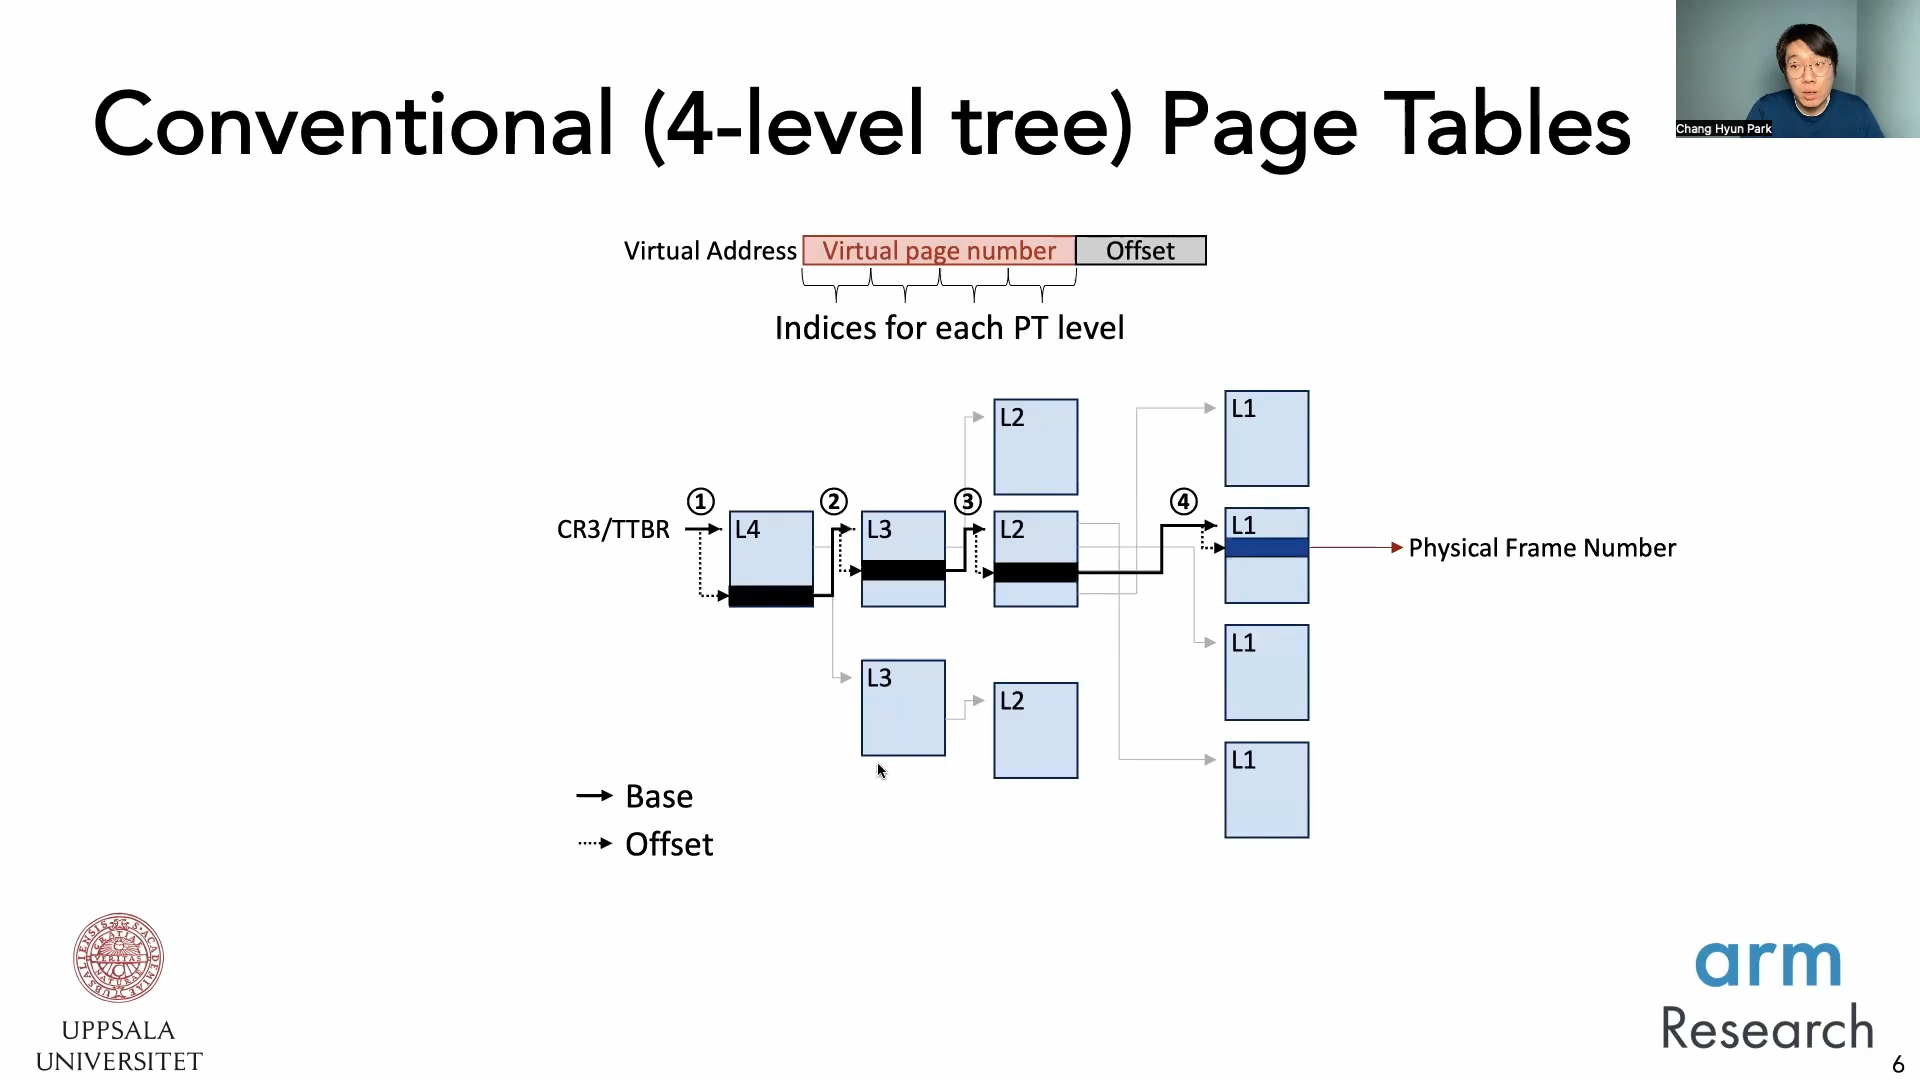 Conventional (4-level tree) Page Tables
Chang Hyun Park
Virtual Address Virtual page number Offset
Indices for each PT level
L2
L1
① ② ③ ④
CR3/TTBR L4 L3 L2 L1
Physical Frame Number
L3
L2
L1
L1
Base
Offset
UPPSALA
UNIVERSITET
arm
Research
6